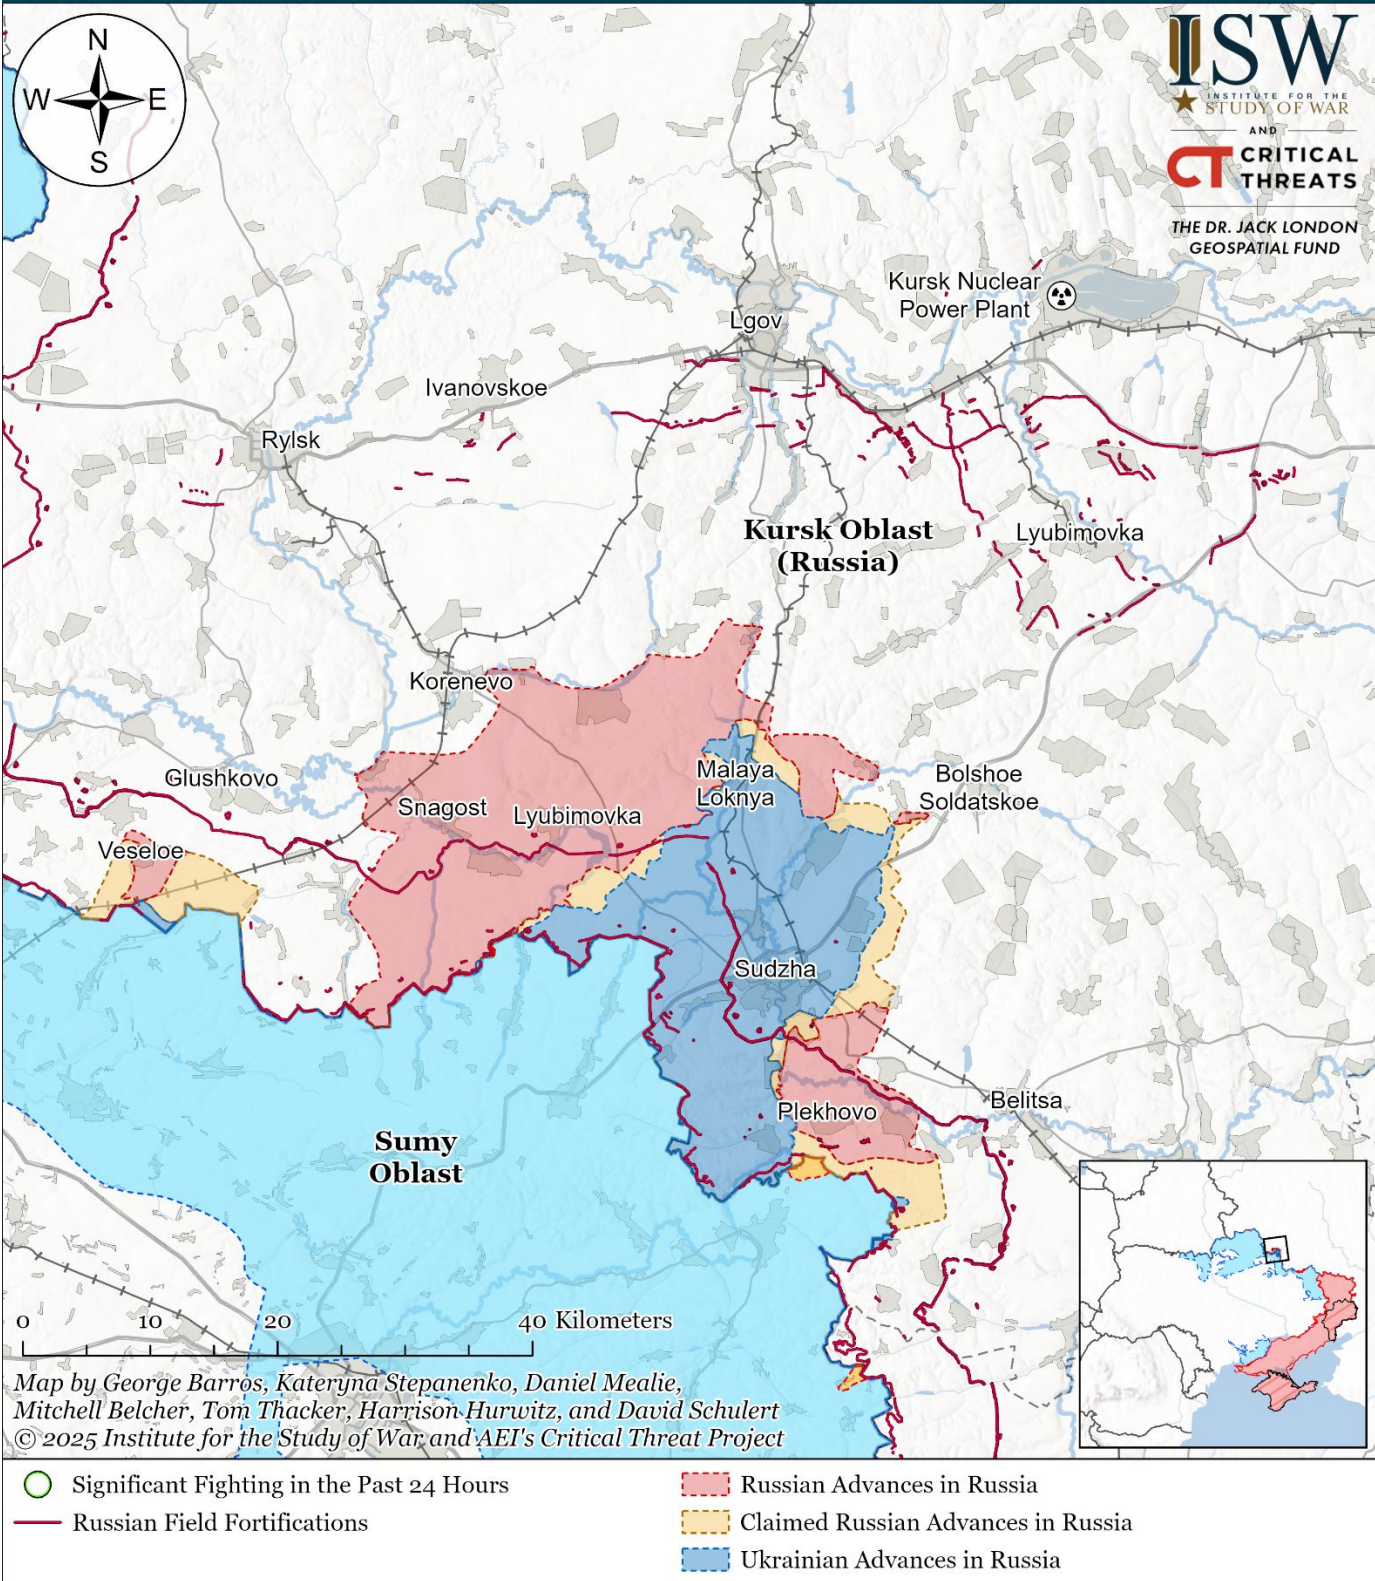 N
W
E
S
ISW
INSTITUTE FOR THE
STUDY OF WAR
AND
CT CRITICAL
THREATS
THE DR. JACK LONDON
GEOSPATIAL FUND
Kursk Nuclear
Power Plant
Lgov
Ivanovskoe
Rylsk
Kursk Oblast
(Russia)
Lyubimovka
Korenevo
Glushkovo
Snagost
Lyubimovka
Malaya
Loknya
Bolshoe
Soldatskoe
Veseloe
Sudzha
Plekhovo
Belitsa
Sumy
Oblast
0 10 20 40 Kilometers
Map by George Barros, Kateryna Stepanenko, Daniel Mealie,
Mitchell Belcher, Tom Thacker, Harrison Hurwitz, and David Schulert
© 2025 Institute for the Study of War and AEI's Critical Threat Project
Significant Fighting in the Past 24 Hours
Russian Field Fortifications
Russian Advances in Russia
Claimed Russian Advances in Russia
Ukrainian Advances in Russia